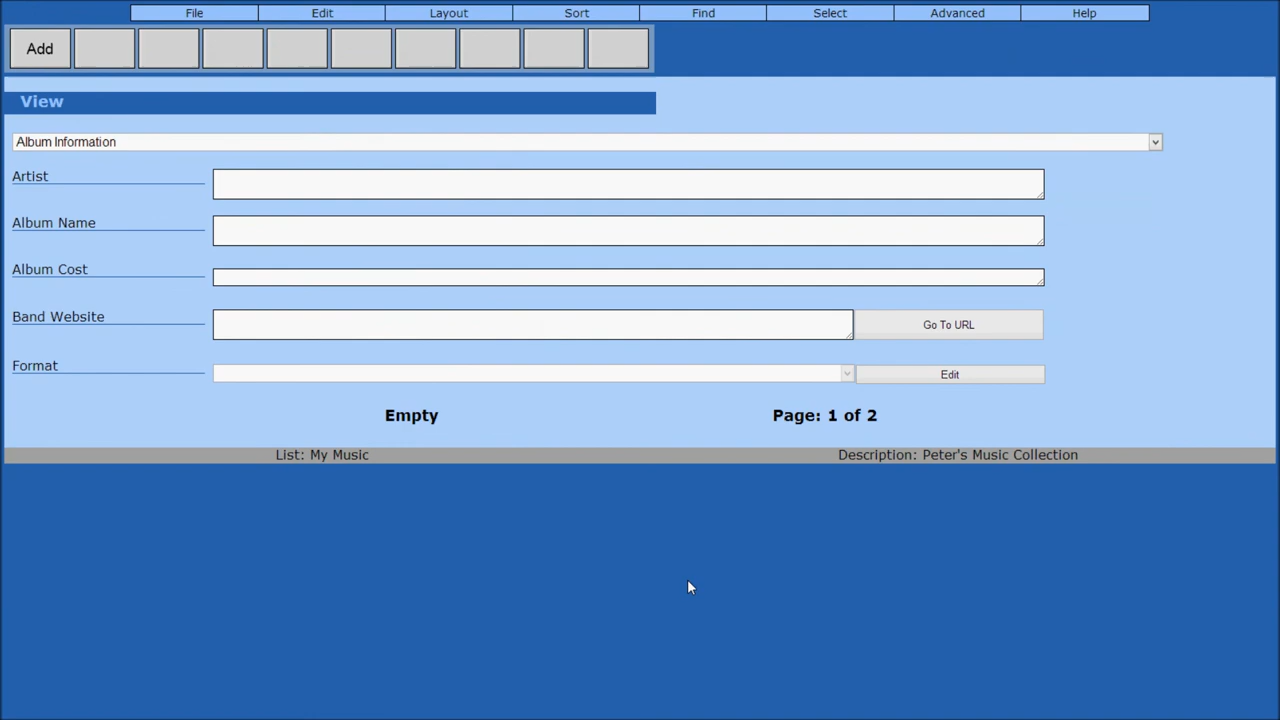 File Edit Layout Sort Find Select Advanced Help
Add
View
Album Information
Artist
Album Name
Album Cost
Band Website
Go To URL
Format
Edit
Empty Page: 1 of 2
List: My Music Description: Peter's Music Collection